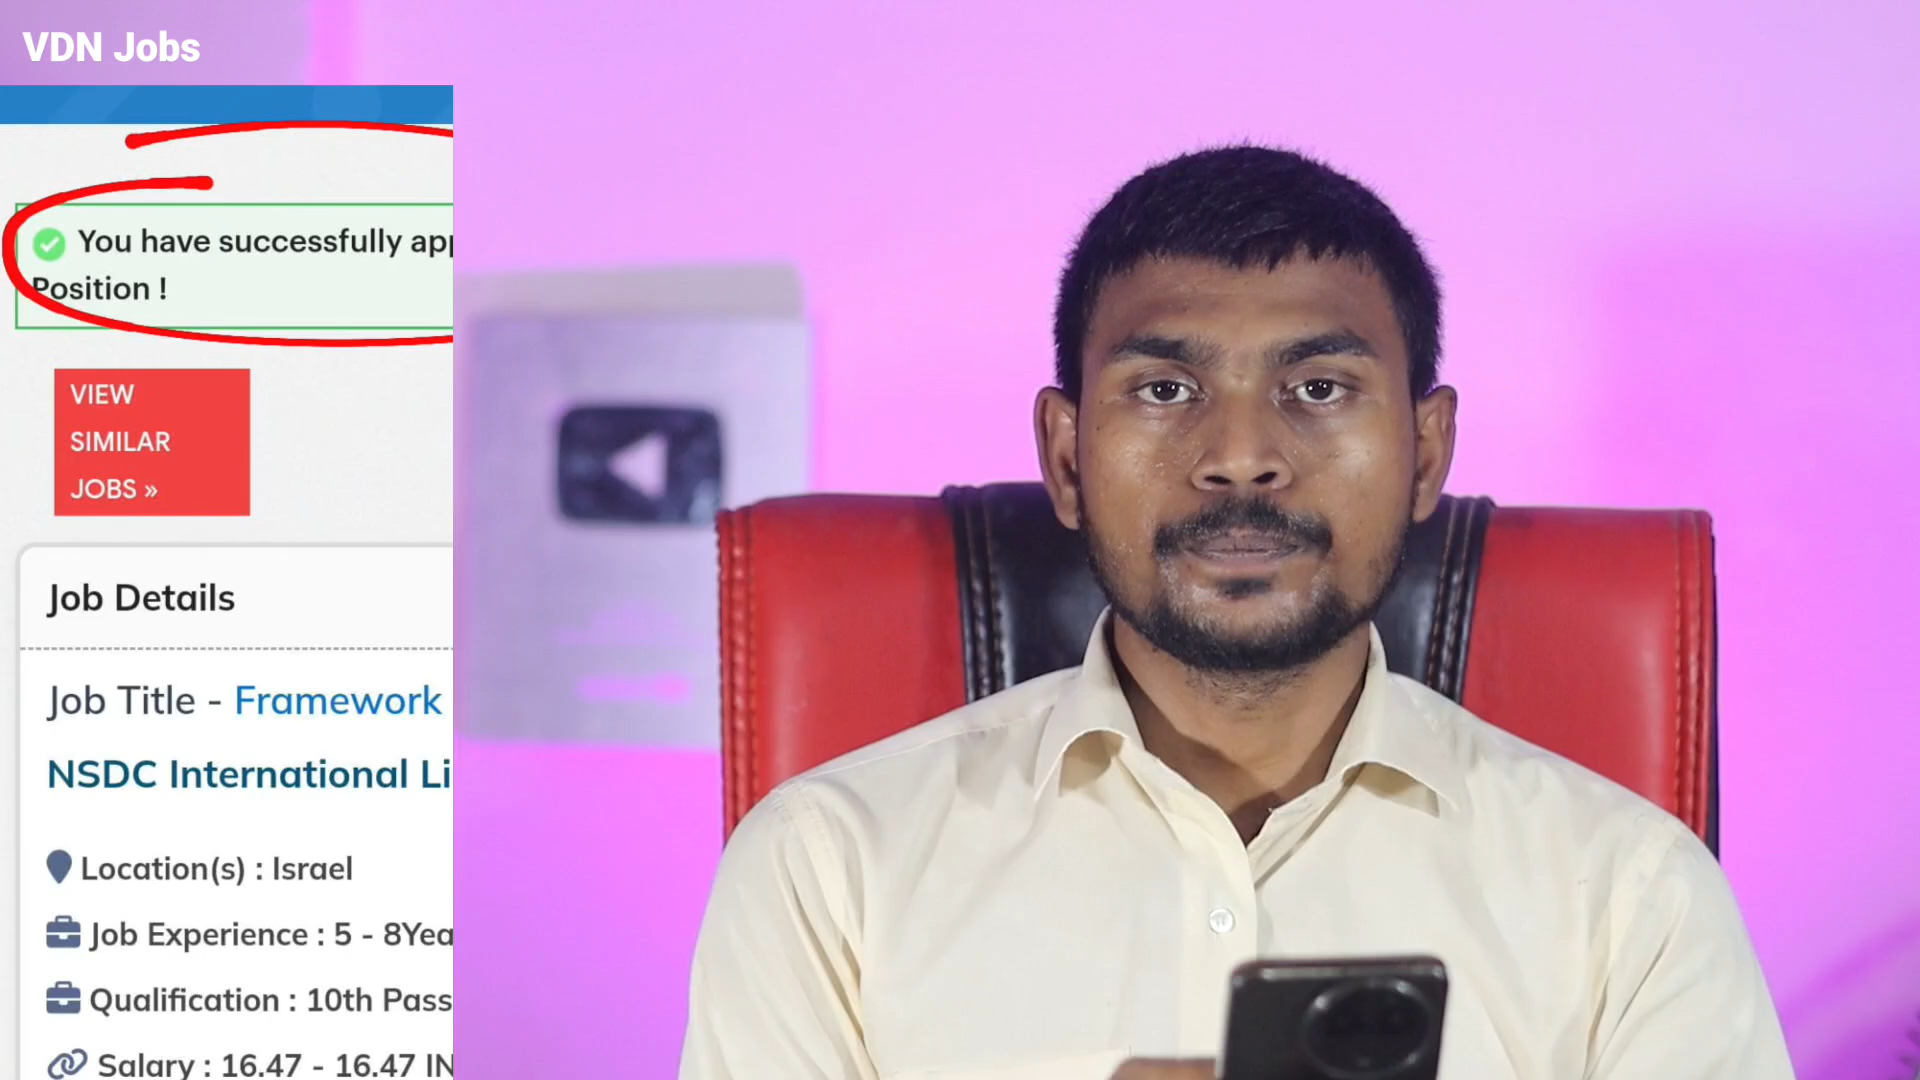 VDN Jobs
You have successfully app
Position !
VIEW
SIMILAR
JOBS »
Job Details
Job Title - Framework
NSDC International Li
Location(s) : Israel
Job Experience : 5 - 8Yea
Qualification : 10th Pass
Salary : 16.47 - 16.47 IN